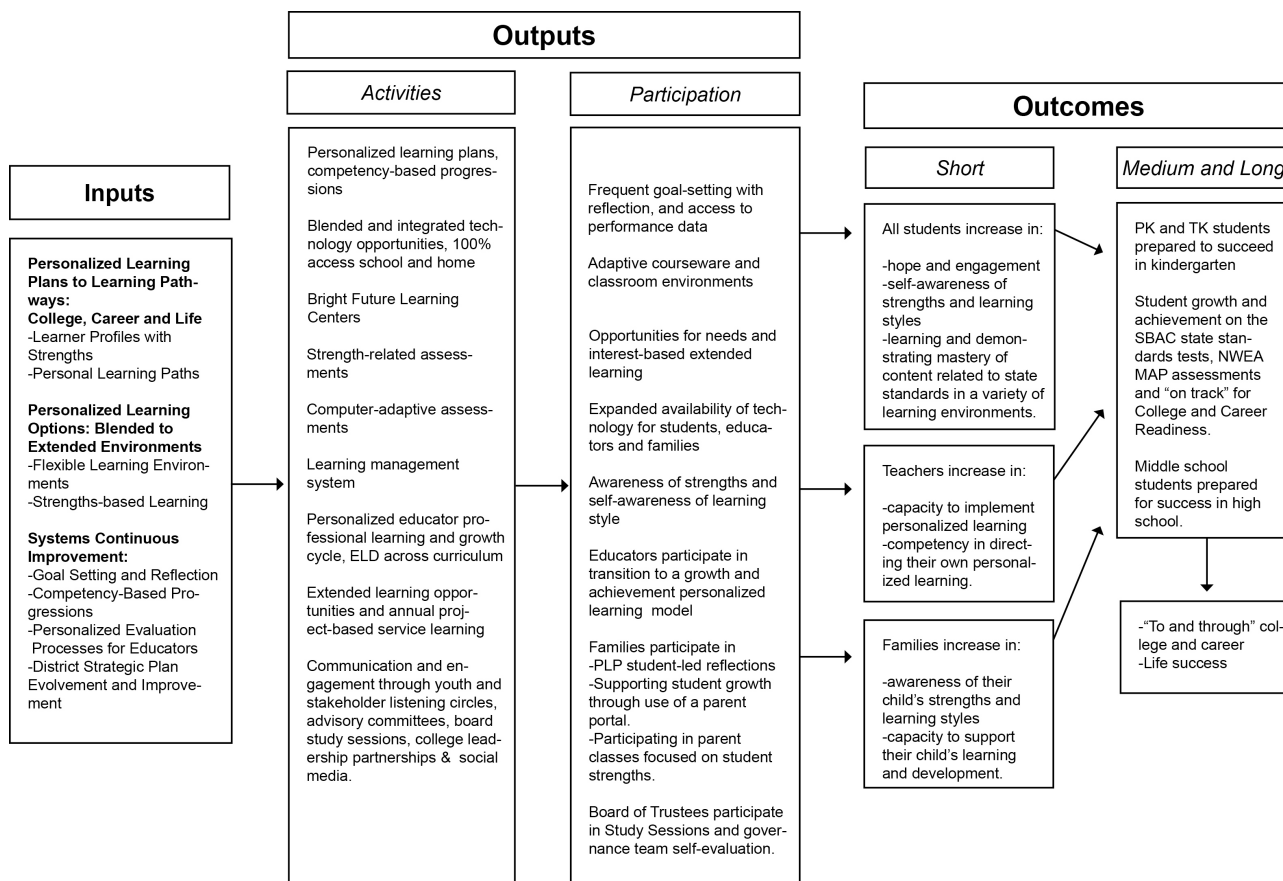 Outputs
Activities
Participation
Outcomes
Inputs
Short
Medium and Long
Personalized Learning
Plans to Learning Path-
ways:
College, Career and Life
-Learner Profiles with
Strengths
-Personal Learning Paths
Personalized Learning
Options: Blended to
Extended Environments
-Flexible Learning Environ-
ments
-Strengths-based Learning
Systems Continuous
Improvement:
-Goal Setting and Reflection
-Competency-Based Pro-
gressions
-Personalized Evaluation
Processes for Educators
-District Strategic Plan
Evolvement and Improve-
ment
Personalized learning plans,
competency-based progres-
sions
Blended and integrated tech-
nology opportunities, 100%
access school and home
Bright Future Learning
Centers
Strength-related assess-
ments
Computer-adaptive assess-
ments
Learning management
system
Personalized educator pro-
fessional learning and growth
cycle, ELD across curriculum
Extended learning oppor-
tunities and annual proj-
ect-based service learning
Communication and en-
gagement through youth and
stakeholder listening circles,
advisory committees, board
study sessions, college lead-
ership partnerships & social
media.
Frequent goal-setting with
reflection, and access to
performance data
Adaptive courseware and
classroom environments
Opportunities for needs and
interest-based extended
learning
Expanded availability of tech-
nology for students, educa-
tors and families
Awareness of strengths and
self-awareness of learning
style
Educators participate in
transition to a growth and
achievement personalized
learning model
Families participate in
-PLP student-led reflections
-Supporting student growth
through use of a parent
portal.
-Participating in parent
classes focused on student
strengths.
Board of Trustees participate
in Study Sessions and gover-
nance team self-evaluation.
All students increase in:
-hope and engagement
-self-awareness of
strengths and learning
styles
-learning and demon-
strating mastery of
content related to state
standards in a variety of
learning environments.
Teachers increase in:
-capacity to implement
personalized learning
-competency in direct-
ing their own personal-
ized learning.
Families increase in:
-awareness of their
child's strengths and
learning styles
-capacity to support
their child's learning
and development.
PK and TK students
prepared to succeed
in kindergarten
Student growth and
achievement on the
SBAC state stan-
dards tests, NWEA
MAP assessments
and “on track” for
College and Career
Readiness.
Middle school
students prepared
for success in high
school.
-“To and through” col-
lege and career
-Life success